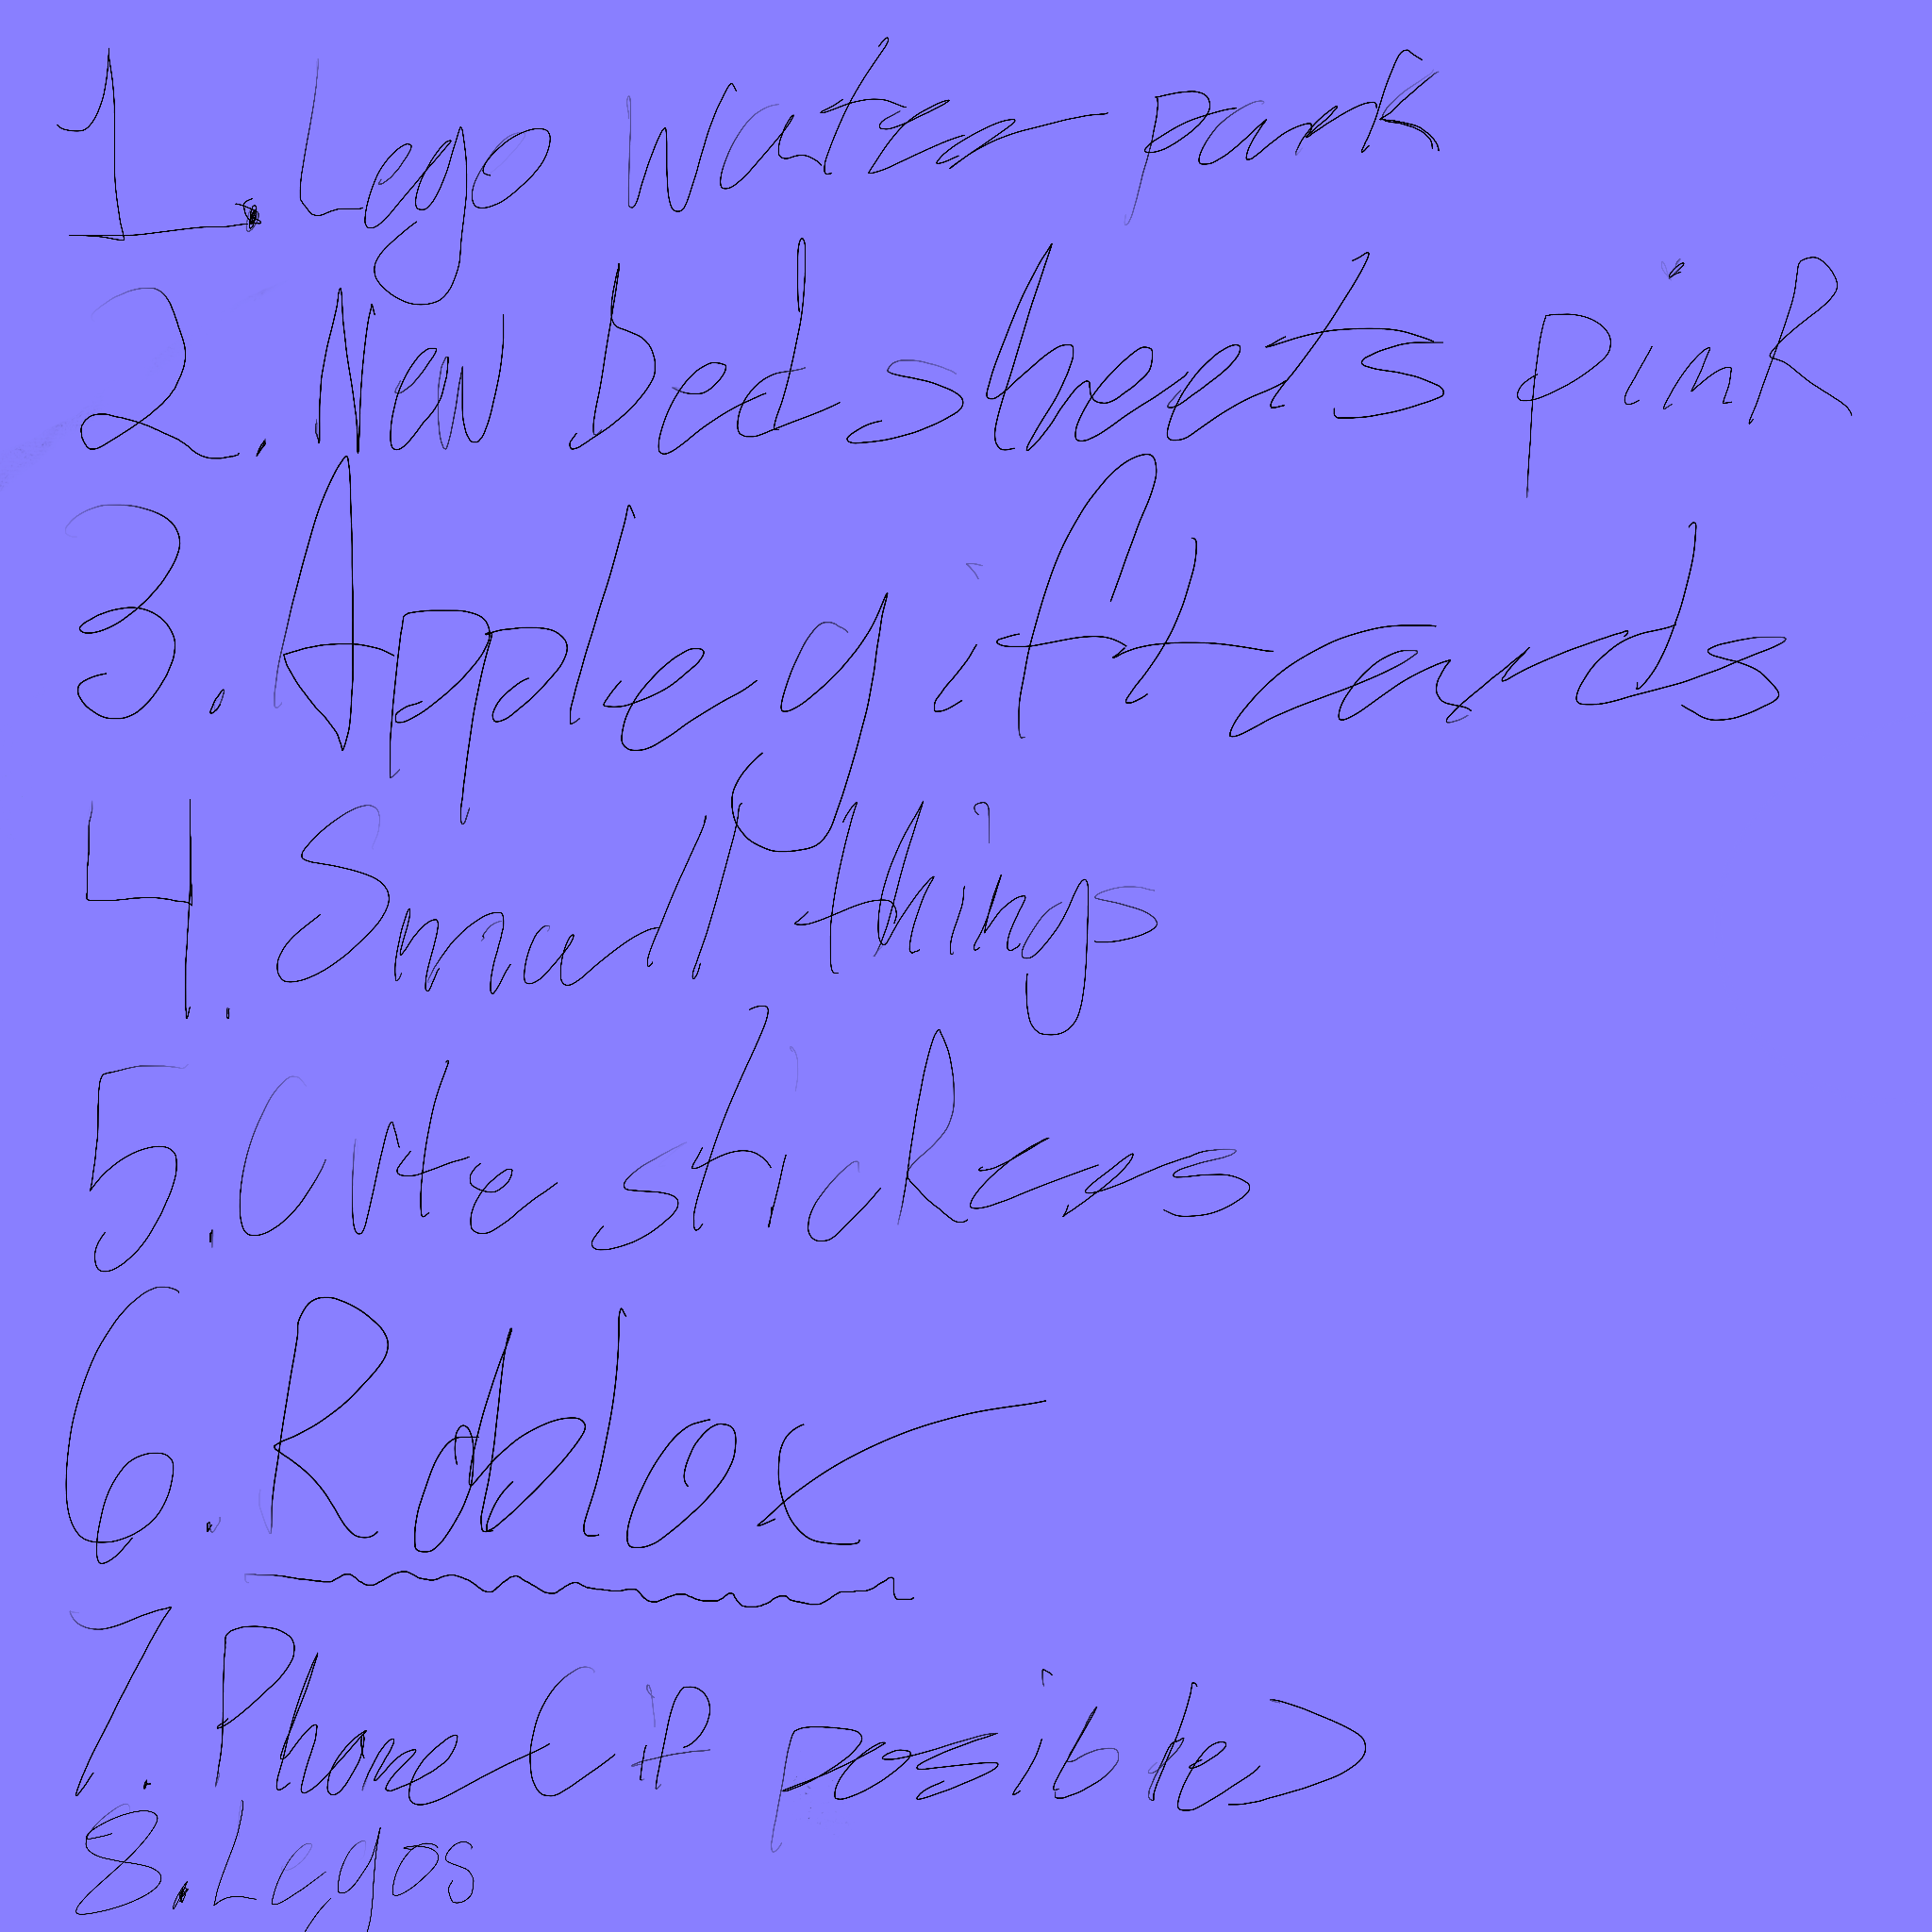 1. Lego water park
2. New bed sheets pink
3. Apple gift cards
4. Small things
5. Cute stickers
6. Roblox
7. Phone (if posible)
8. Legos